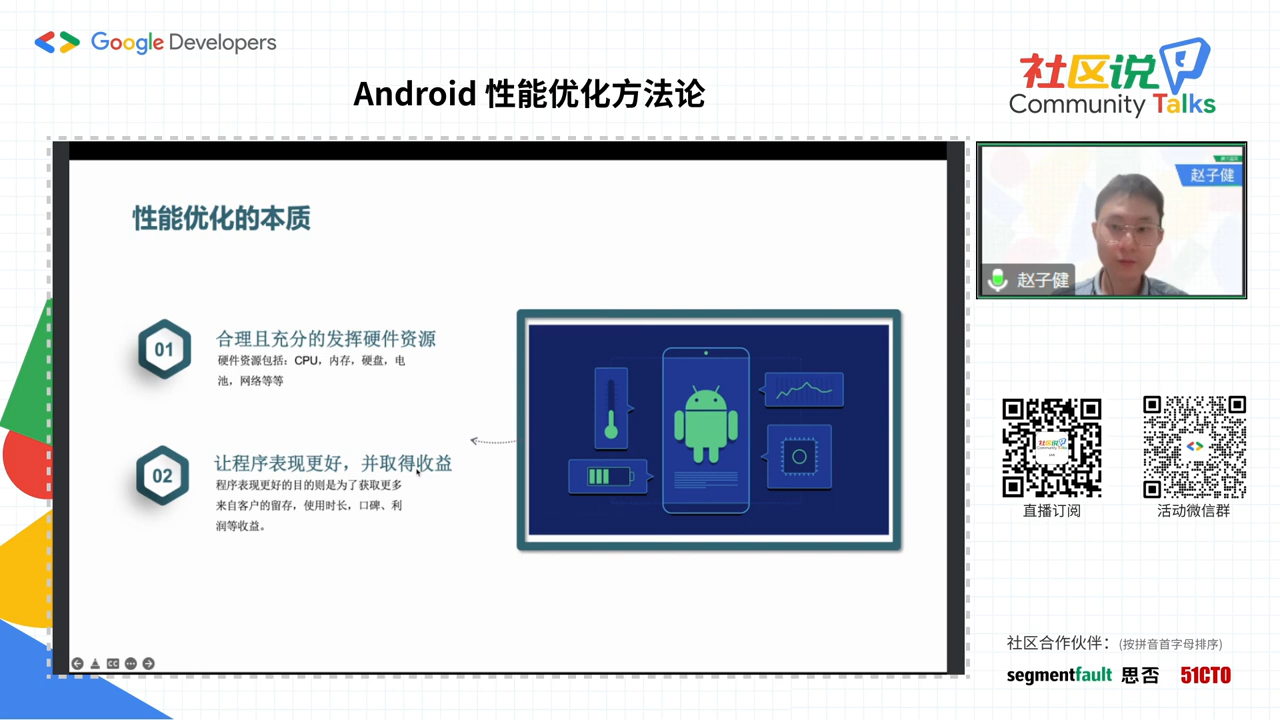 Google Developers
Android 性能优化方法论
社区说
Community Talks
性能优化的本质
01
合理且充分的发挥硬件资源
硬件资源包括：CPU，内存，硬盘，电
池，网络等等
02
让程序表现更好，并取得收益
程序表现更好的目的则是为了获取更多
来自客户的留存，使用时长，口碑、利
润等收益。
CC
赵子健
赵子健
直播订阅
活动微信群
社区合作伙伴：(按拼音首字母排序)
segmentfault 思否
51CTO